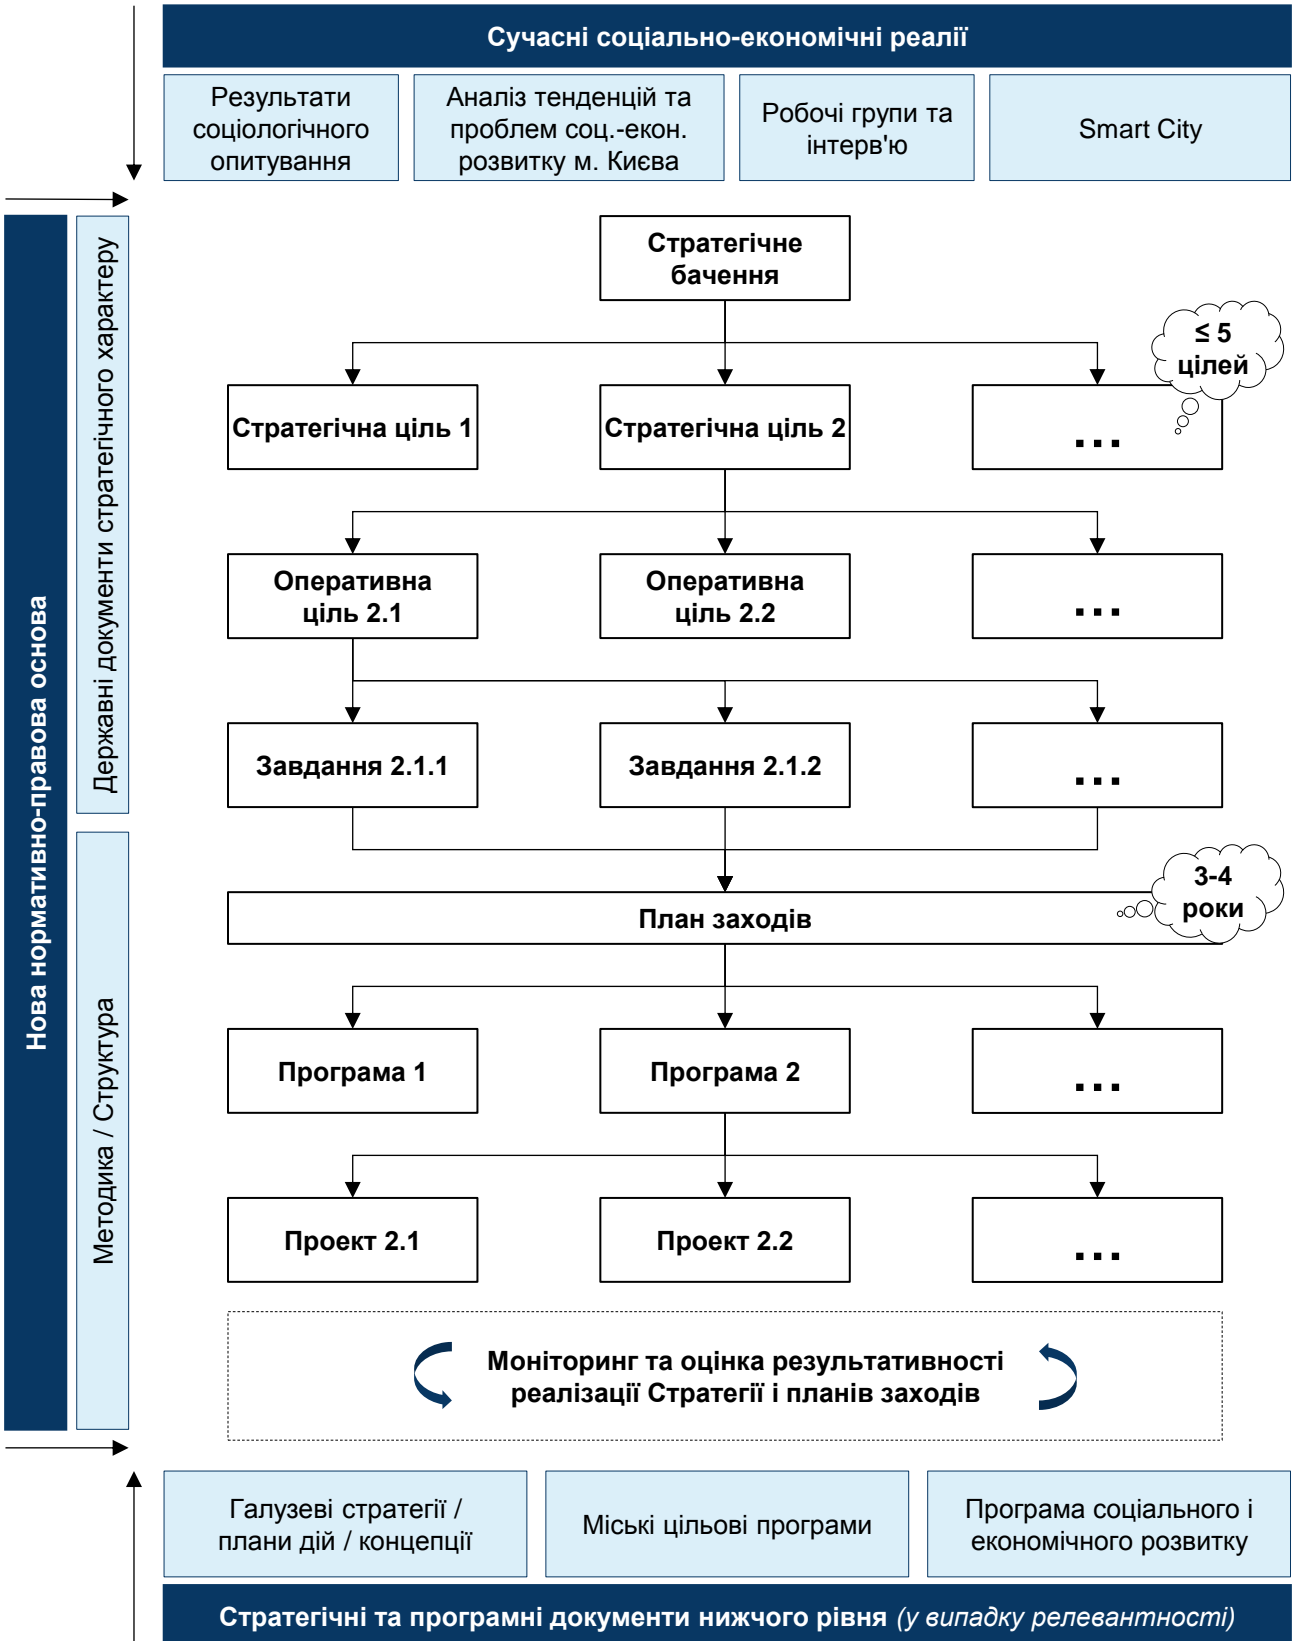 Сучасні соціально-економічні реалії
Результати
соціологічного
опитування
Аналіз тенденцій та
проблем соц.-екон.
розвитку м. Києва
Робочі групи та
інтерв'ю
Smart City
Нова нормативно-правова основа
Державні документи стратегічного характеру
Методика / Структура
Стратегічне
бачення
≤ 5
цілей
Стратегічна ціль 1
Стратегічна ціль 2
...
Оперативна
ціль 2.1
Оперативна
ціль 2.2
...
Завдання 2.1.1
Завдання 2.1.2
...
3-4
роки
План заходів
Програма 1
Програма 2
...
Проект 2.1
Проект 2.2
...
Моніторинг та оцінка результативності
реалізації Стратегії і планів заходів
Галузеві стратегії /
плани дій / концепції
Міські цільові програми
Програма соціального і
економічного розвитку
Стратегічні та програмні документи нижчого рівня (у випадку релевантності)